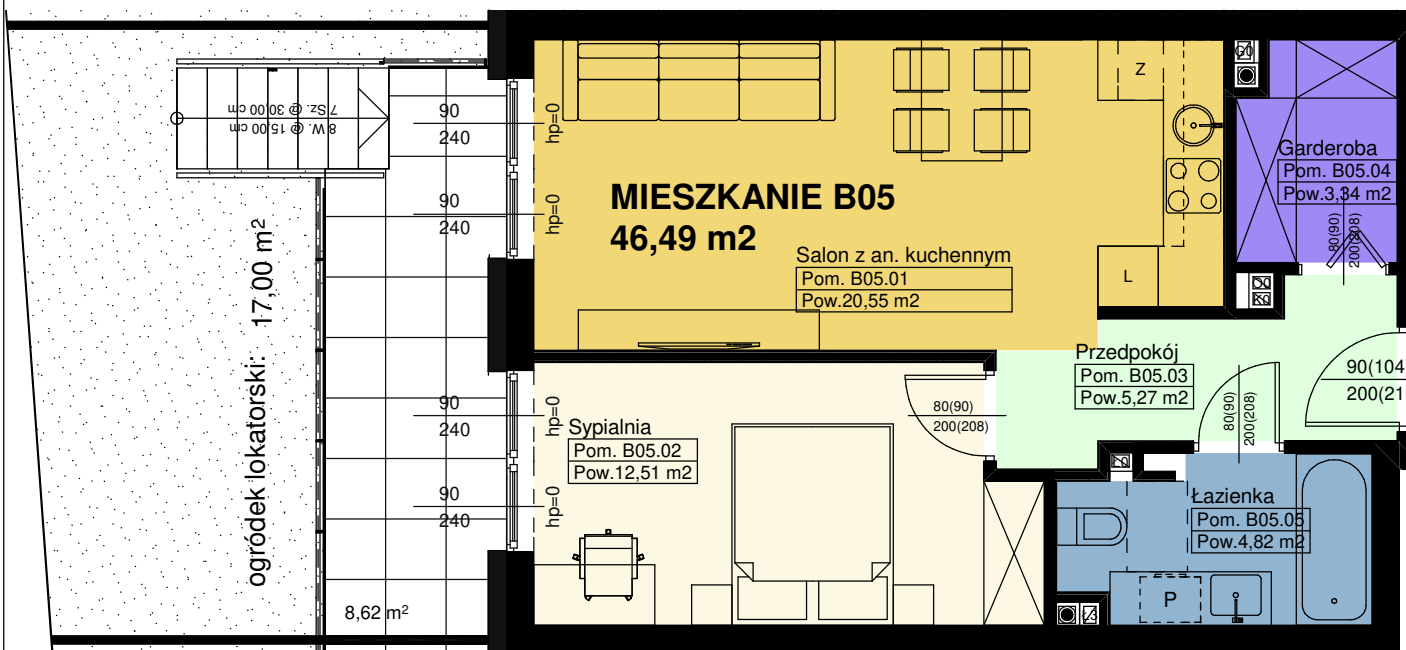 8 W. @ 15,00 cm
7 Sz. @ 30,00 cm
ogródek lokatorski: 17,00 m²
8,62 m²
90
240
hp=0
90
240
hp=0
90
240
hp=0
90
240
hp=0
MIESZKANIE B05
46,49 m2
Salon z an. kuchennym
Pom. B05.01
Pow.20,55 m2
Z
L
Garderoba
Pom. B05.04
Pow.3,34 m2
80(90)
200(208)
Przedpokój
Pom. B05.03
Pow.5,27 m2
90(104
200(21
80(90)
200(208)
80(90)
200(208)
Sypialnia
Pom. B05.02
Pow.12,51 m2
Łazienka
Pom. B05.05
Pow.4,82 m2
P